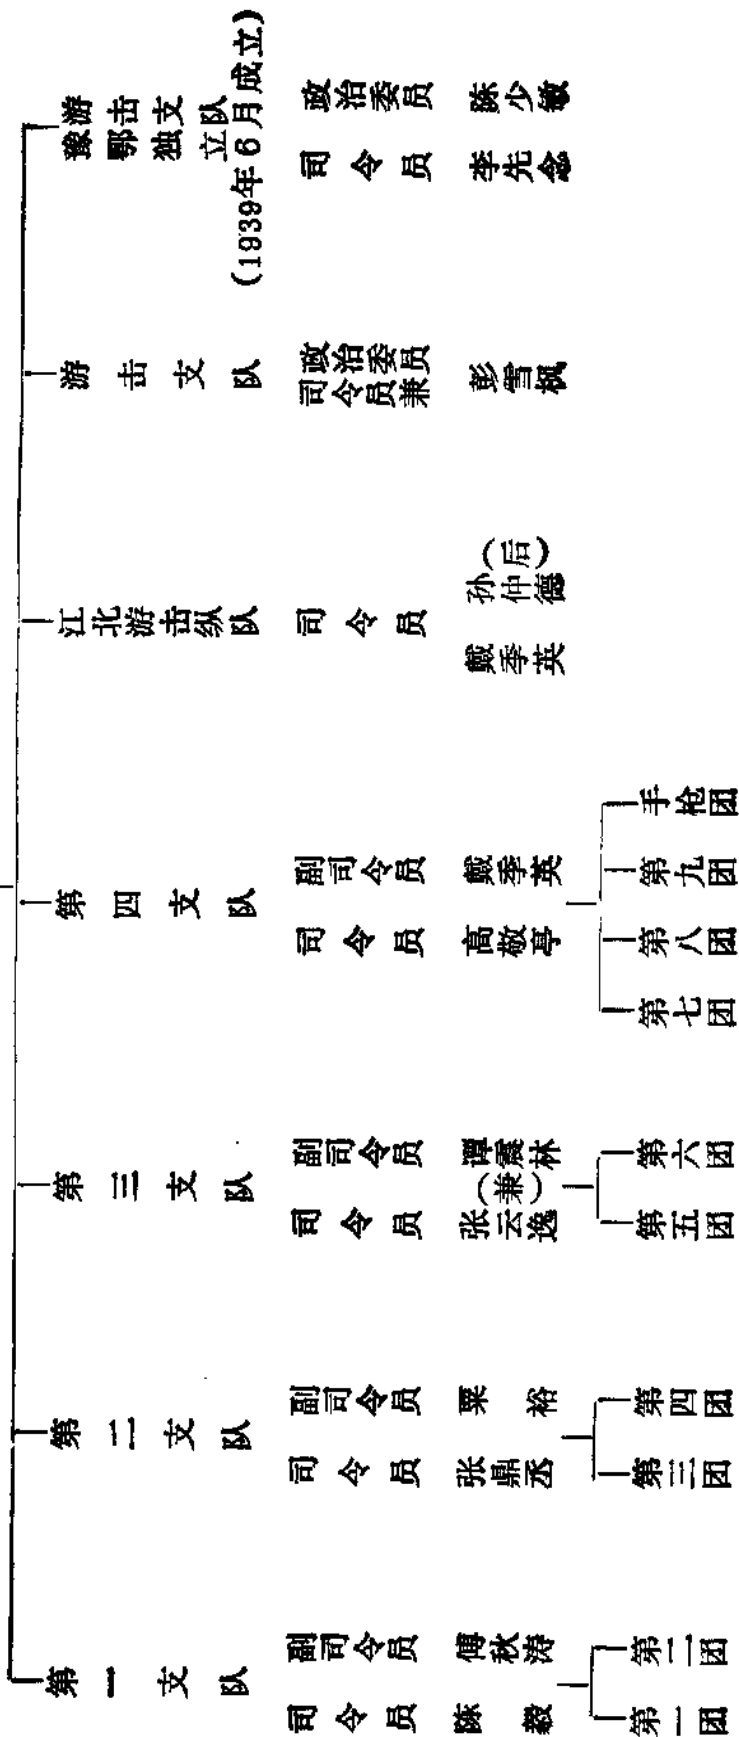 第一支队
司令员 陈毅
副司令员 傅秋涛
第一团
第二团
第二支队
司令员 张鼎丞
副司令员 粟裕
第三团
第四团
第三支队
司令员 张云逸
(兼)
副司令员 谭震林
第五团
第六团
第四支队
司令员 高敬亭
副司令员 戴季英
第七团
第八团
第九团
手枪团
江北游击纵队
司令员
戴季英
孙仲德
(后)
游击支队
司令员兼
政治委员
彭雪枫
豫鄂独立
游击支队
(1939年6月成立)
司令员 李先念
政治委员 陈少敏